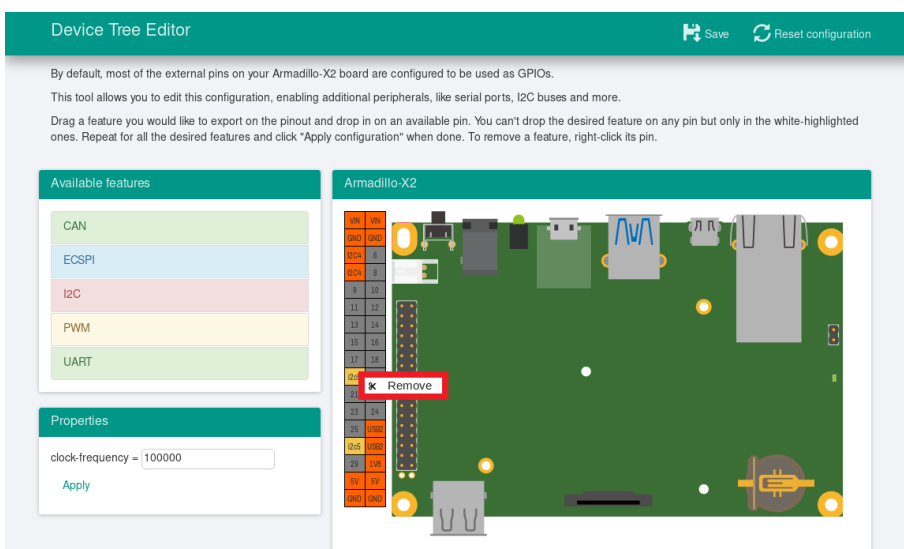 Device Tree Editor
Save
Reset configuration
By default, most of the external pins on your Armadillo-X2 board are configured to be used as GPIOs.
This tool allows you to edit this configuration, enabling additional peripherals, like serial ports, I2C buses and more.
Drag a feature you would like to export on the pinout and drop in on an available pin. You can't drop the desired feature on any pin but only in the white-highlighted
ones. Repeat for all the desired features and click "Apply configuration" when done. To remove a feature, right-click its pin.
Available features
CAN
ECSPI
I2C
PWM
UART
Properties
clock-frequency = 100000
Apply
Armadillo-X2
VIN VIN
GND GND
I2C4 6
I2C4 8
9 10
11 12
13 14
15 16
17 18
Remove
23 24
25 USB2
i2c5 USB2
29 1V8
5V 5V
GND GND